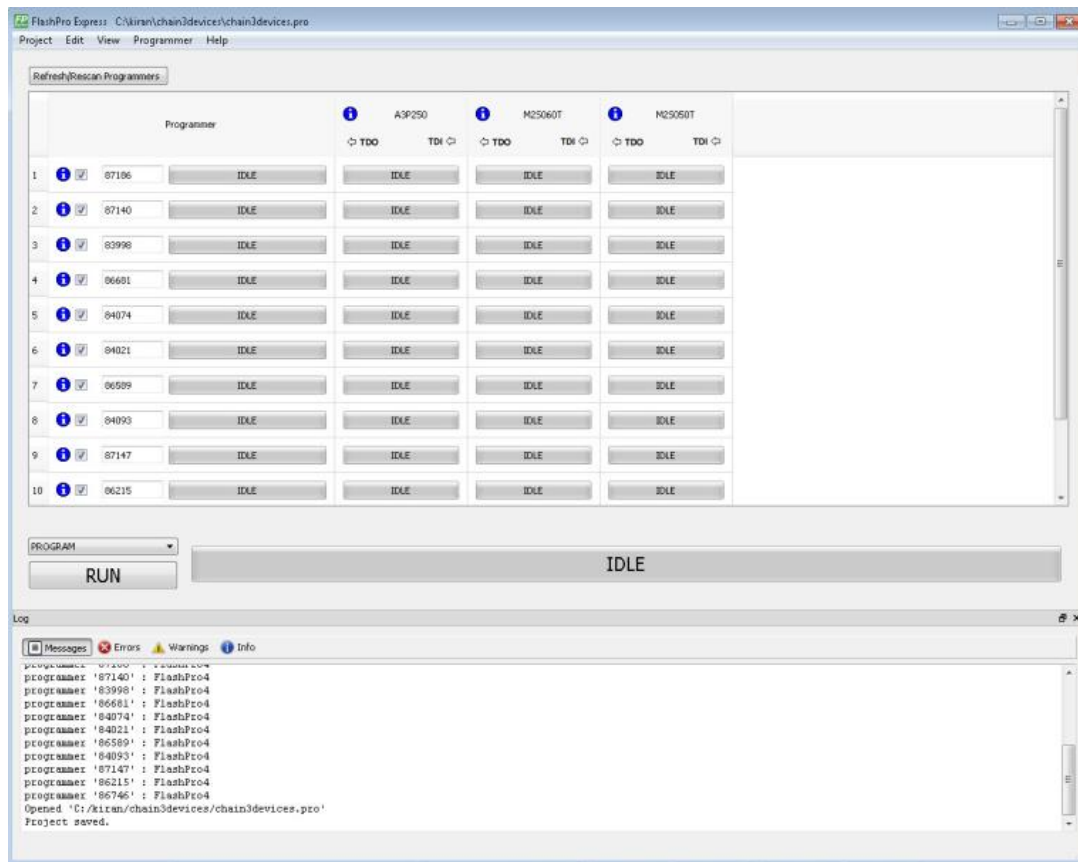 FP FlashPro Express C:\kiran\chain3devices\chain3devices.pro
Project Edit View Programmer Help
Refresh/Rescan Programmers
Programmer A3P250 M2S060T M2S050T
TDO TDI TDO TDI TDO TDI
1 87186 IDLE IDLE IDLE IDLE
2 87140 IDLE IDLE IDLE IDLE
3 83998 IDLE IDLE IDLE IDLE
4 86681 IDLE IDLE IDLE IDLE
5 84074 IDLE IDLE IDLE IDLE
6 84021 IDLE IDLE IDLE IDLE
7 86589 IDLE IDLE IDLE IDLE
8 84093 IDLE IDLE IDLE IDLE
9 87147 IDLE IDLE IDLE IDLE
10 86215 IDLE IDLE IDLE IDLE
PROGRAM
RUN IDLE
Log
Messages Errors Warnings Info
programmer '87186' : FlashPro4
programmer '87140' : FlashPro4
programmer '83998' : FlashPro4
programmer '86681' : FlashPro4
programmer '84074' : FlashPro4
programmer '84021' : FlashPro4
programmer '86589' : FlashPro4
programmer '84093' : FlashPro4
programmer '87147' : FlashPro4
programmer '86215' : FlashPro4
programmer '86746' : FlashPro4
Opened 'C:/kiran/chain3devices/chain3devices.pro'
Project saved.